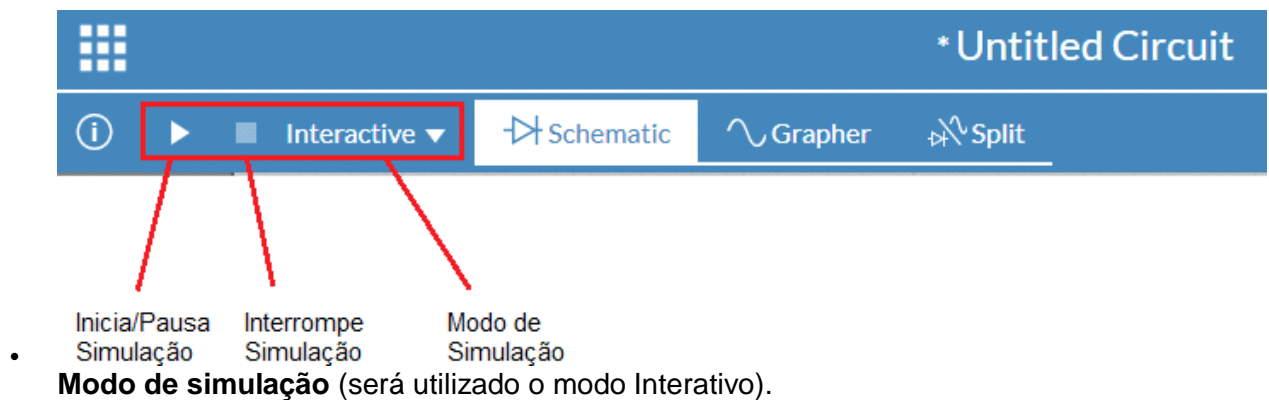 * Untitled Circuit
Interactive Schematic Grapher Split
Inicia/Pausa Interrompe Modo de
Simulação Simulação Simulação
Modo de simulação (será utilizado o modo Interativo).